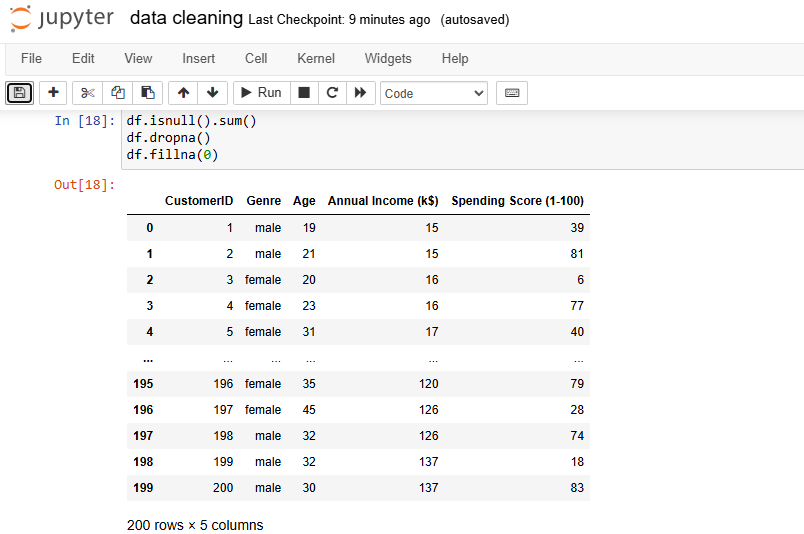 jupyter data cleaning Last Checkpoint: 9 minutes ago (autosaved)
File Edit View Insert Cell Kernel Widgets Help
Run Code
In [18]: df.isnull().sum()
df.dropna()
df.fillna(0)
Out[18]:
CustomerID Genre Age Annual Income (k$) Spending Score (1-100)
0 1 male 19 15 39
1 2 male 21 15 81
2 3 female 20 16 6
3 4 female 23 16 77
4 5 female 31 17 40
... ... ... ... ... ...
195 196 female 35 120 79
196 197 female 45 126 28
197 198 male 32 126 74
198 199 male 32 137 18
199 200 male 30 137 83
200 rows × 5 columns